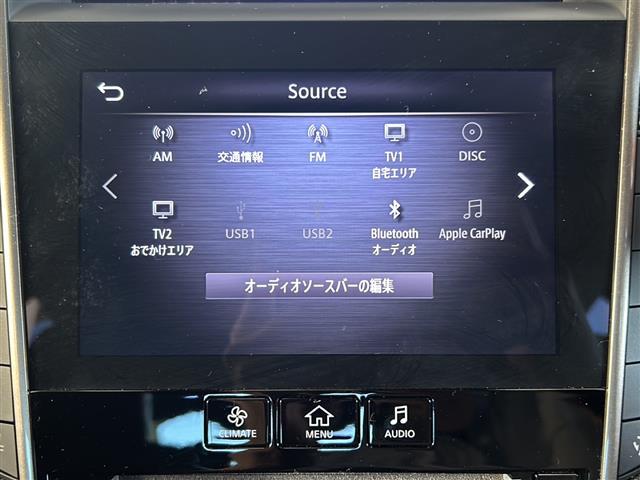 Source
AM
交通情報
FM
TV1
自宅エリア
DISC
TV2
おでかけエリア
USB1
USB2
Bluetooth
オーディオ
Apple CarPlay
オーディオソースバーの編集
CLIMATE
MENU
AUDIO